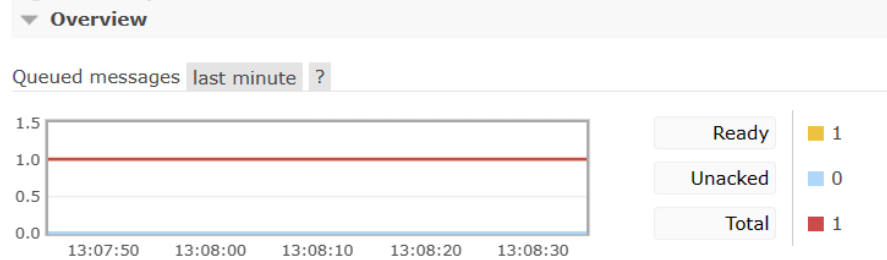 Overview
Queued messages last minute ?
1.5
1.0
0.5
0.0
13:07:50 13:08:00 13:08:10 13:08:20 13:08:30
Ready 1
Unacked 0
Total 1